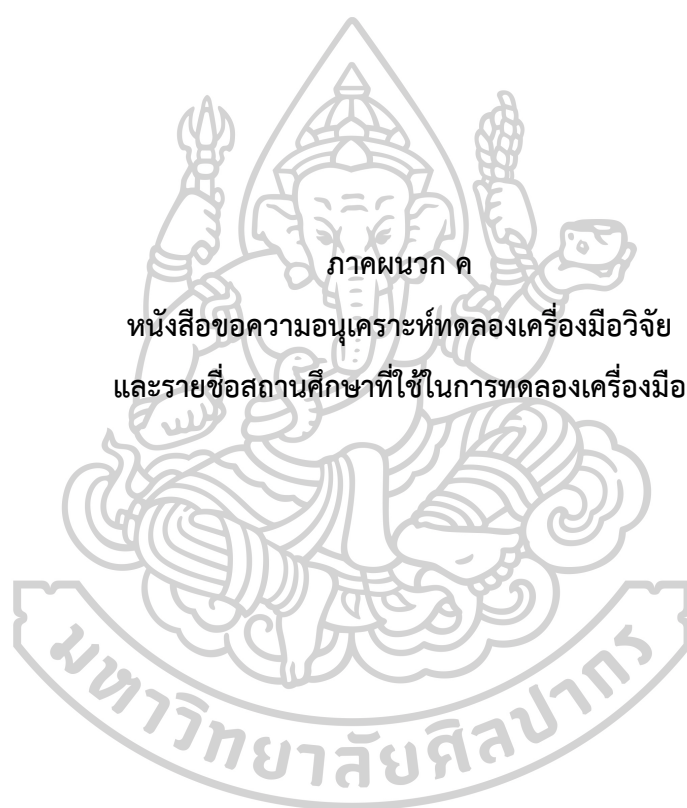 ภาคผนวก ค
หนังสือขอความอนุเคราะห์ทดลองเครื่องมือวิจัย
และรายชื่อสถานศึกษาที่ใช้ในการทดลองเครื่องมือ
มหาวิทยาลัยศิลปากร